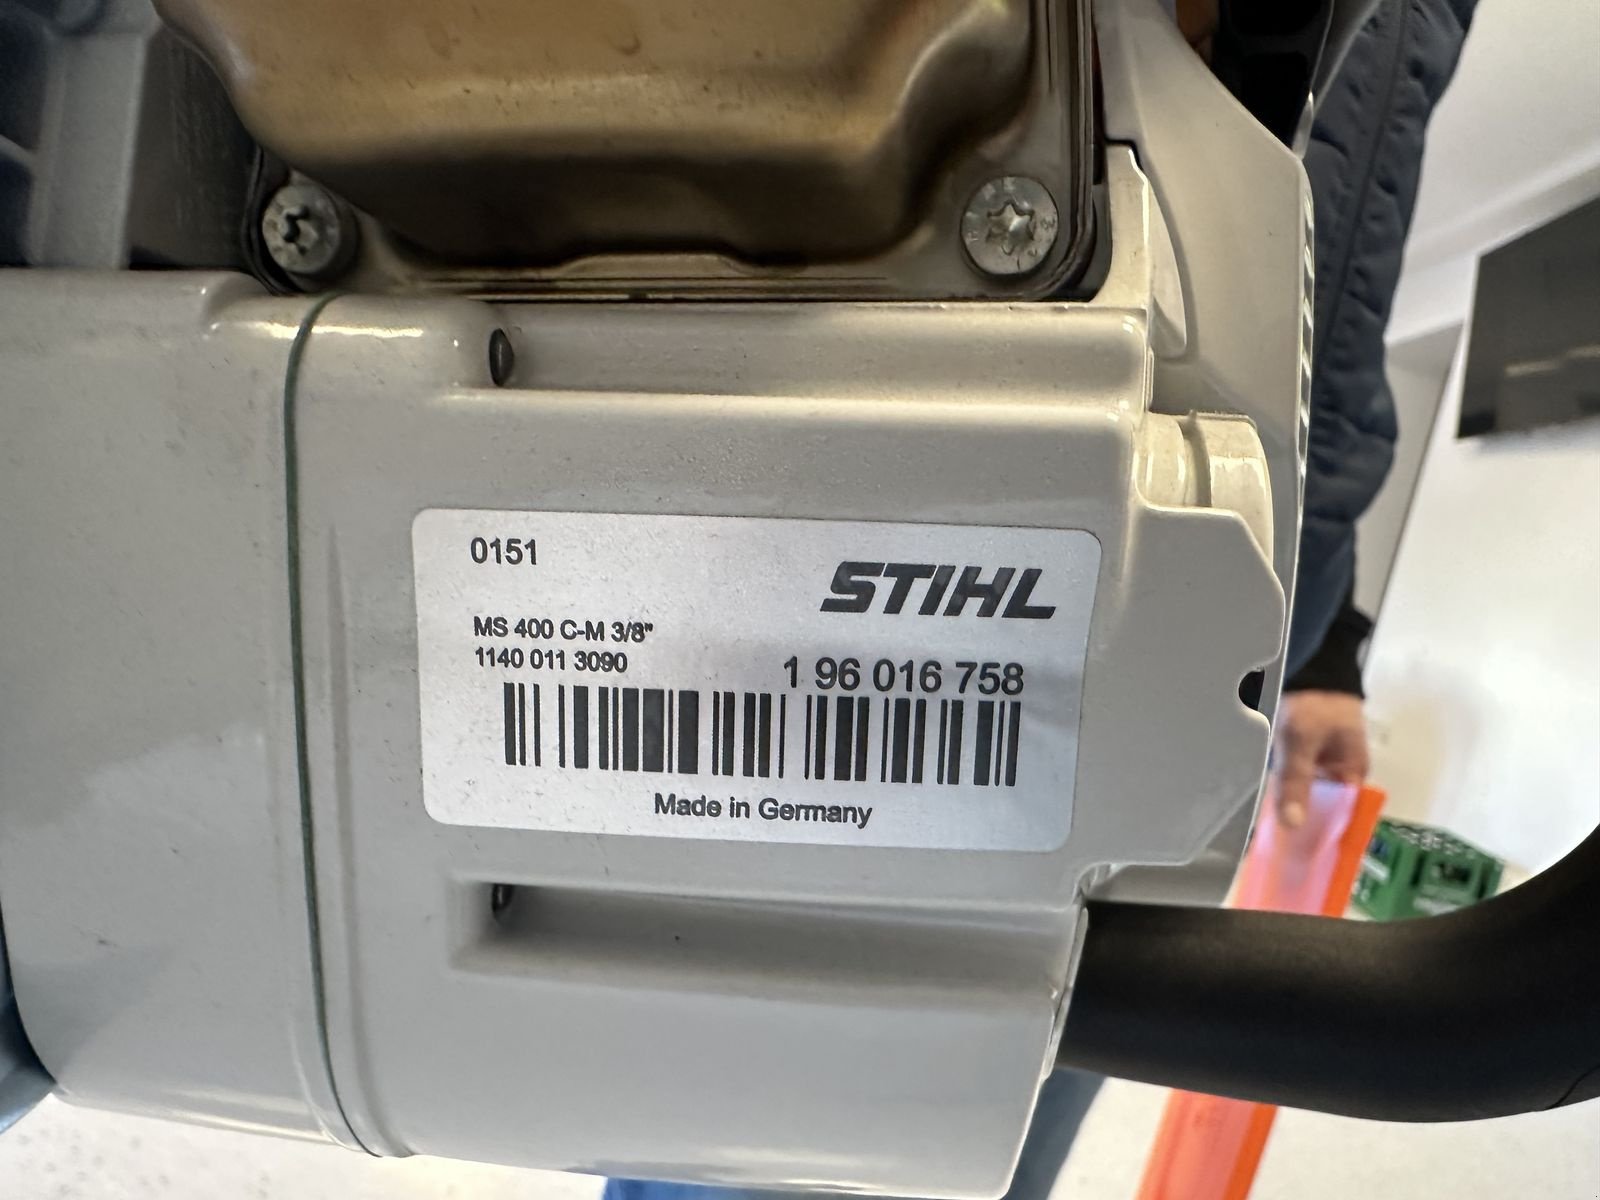 0151
STIHL
MS 400 C-M 3/8"
1140 011 3090
1 96 016 758
Made in Germany